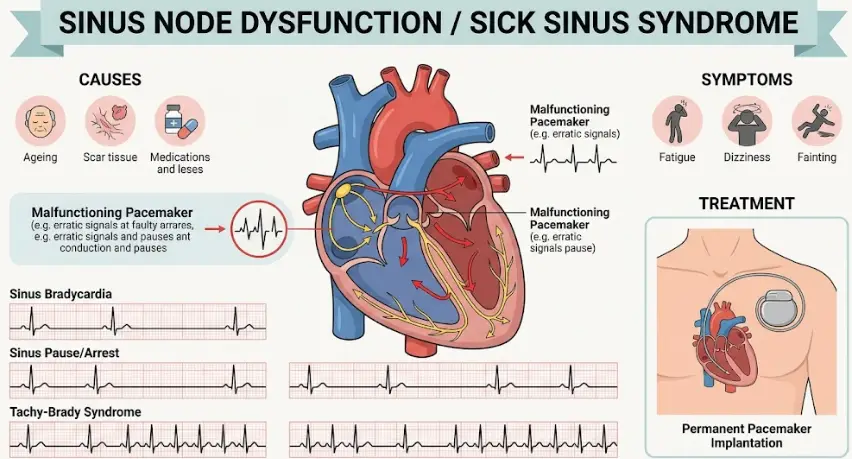 SINUS NODE DYSFUNCTION / SICK SINUS SYNDROME
CAUSES
Ageing
Scar tissue
Medications
and leses
Malfunctioning Pacemaker
(e.g. erratic signals at faulty arrares,
e.g. erratic signals and pauses ant
conduction and pauses
Malfunctioning
Pacemaker
(e.g. erratic signals)
Malfunctioning
Pacemaker
(e.g. erratic
signals pause)
SYMPTOMS
Fatigue
Dizziness
Fainting
TREATMENT
Permanent Pacemaker
Implantation
Sinus Bradycardia
Sinus Pause/Arrest
Tachy-Brady Syndrome